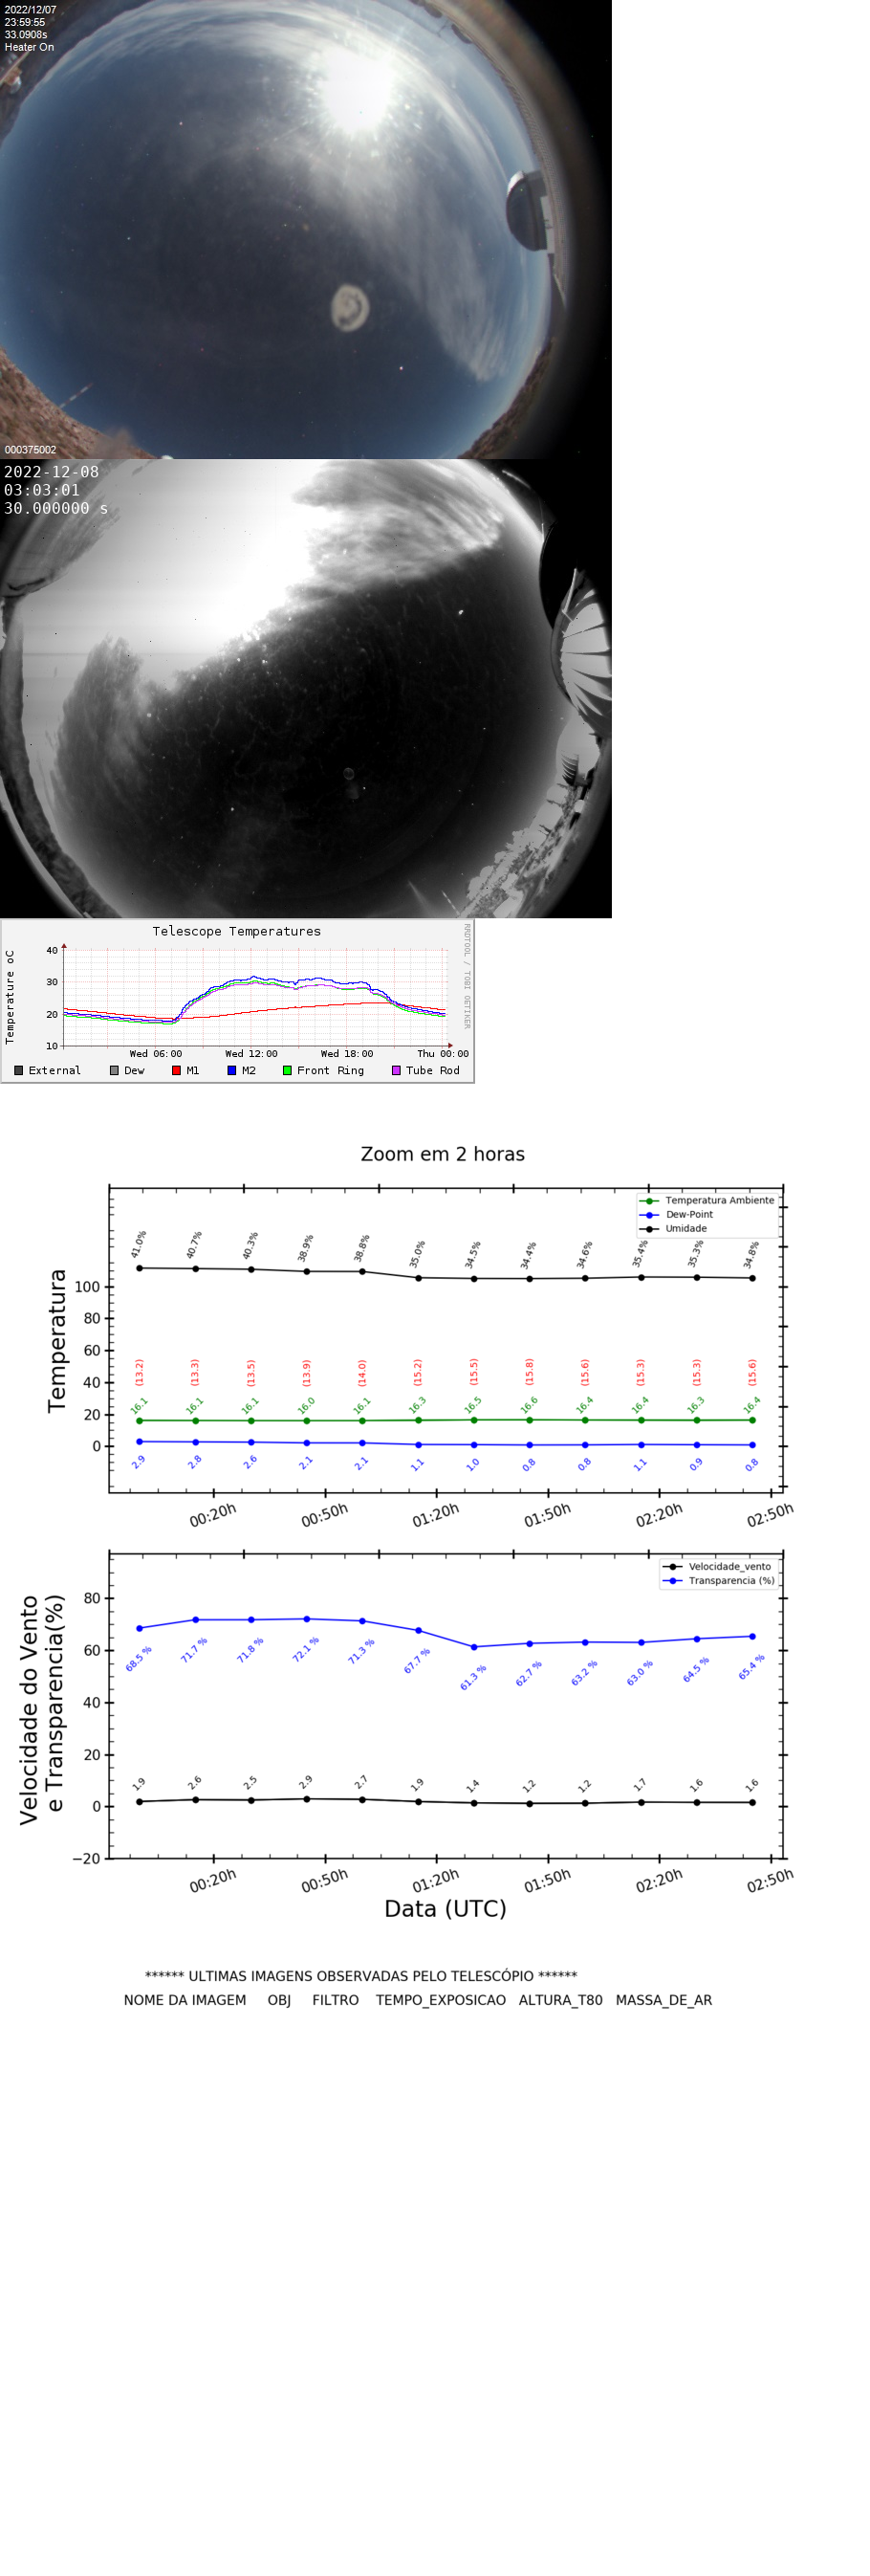 2022/12/07
23:59:55
33.0908s
Heater On
000375002
2022-12-08
03:03:01
30.000000 s
Telescope Temperatures
RRDTOOL / TOBI OETIKER
Temperature oC
40
30
20
10
Wed 06:00 Wed 12:00 Wed 18:00 Thu 00:00
External Dew M1 M2 Front Ring Tube Rod
Zoom em 2 horas
Temperatura Ambiente
Dew-Point
Umidade
Temperatura
100
80
60
40
20
0
41.0% 40.7% 40.3% 38.9% 38.8% 35.0% 34.5% 34.4% 34.6% 35.4% 35.3% 34.8%
(13.2) (13.3) (13.5) (13.9) (14.0) (15.2) (15.5) (15.8) (15.6) (15.3) (15.3) (15.6)
16.1 16.1 16.1 16.0 16.1 16.3 16.5 16.6 16.4 16.4 16.3 16.4
2.9 2.8 2.6 2.1 2.1 1.1 1.0 0.8 0.8 1.1 0.9 0.8
00:20h 00:50h 01:20h 01:50h 02:20h 02:50h
Velocidade_vento
Transparencia (%)
Velocidade do Vento
e Transparencia(%)
80
60
40
20
0
−20
68.5 % 71.7 % 71.8 % 72.1 % 71.3 % 67.7 % 61.3 % 62.7 % 63.2 % 63.0 % 64.5 % 65.4 %
1.9 2.6 2.5 2.9 2.7 1.9 1.4 1.2 1.2 1.7 1.6 1.6
00:20h 00:50h 01:20h 01:50h 02:20h 02:50h
Data (UTC)
****** ULTIMAS IMAGENS OBSERVADAS PELO TELESCÓPIO ******
NOME DA IMAGEM OBJ FILTRO TEMPO_EXPOSICAO ALTURA_T80 MASSA_DE_AR